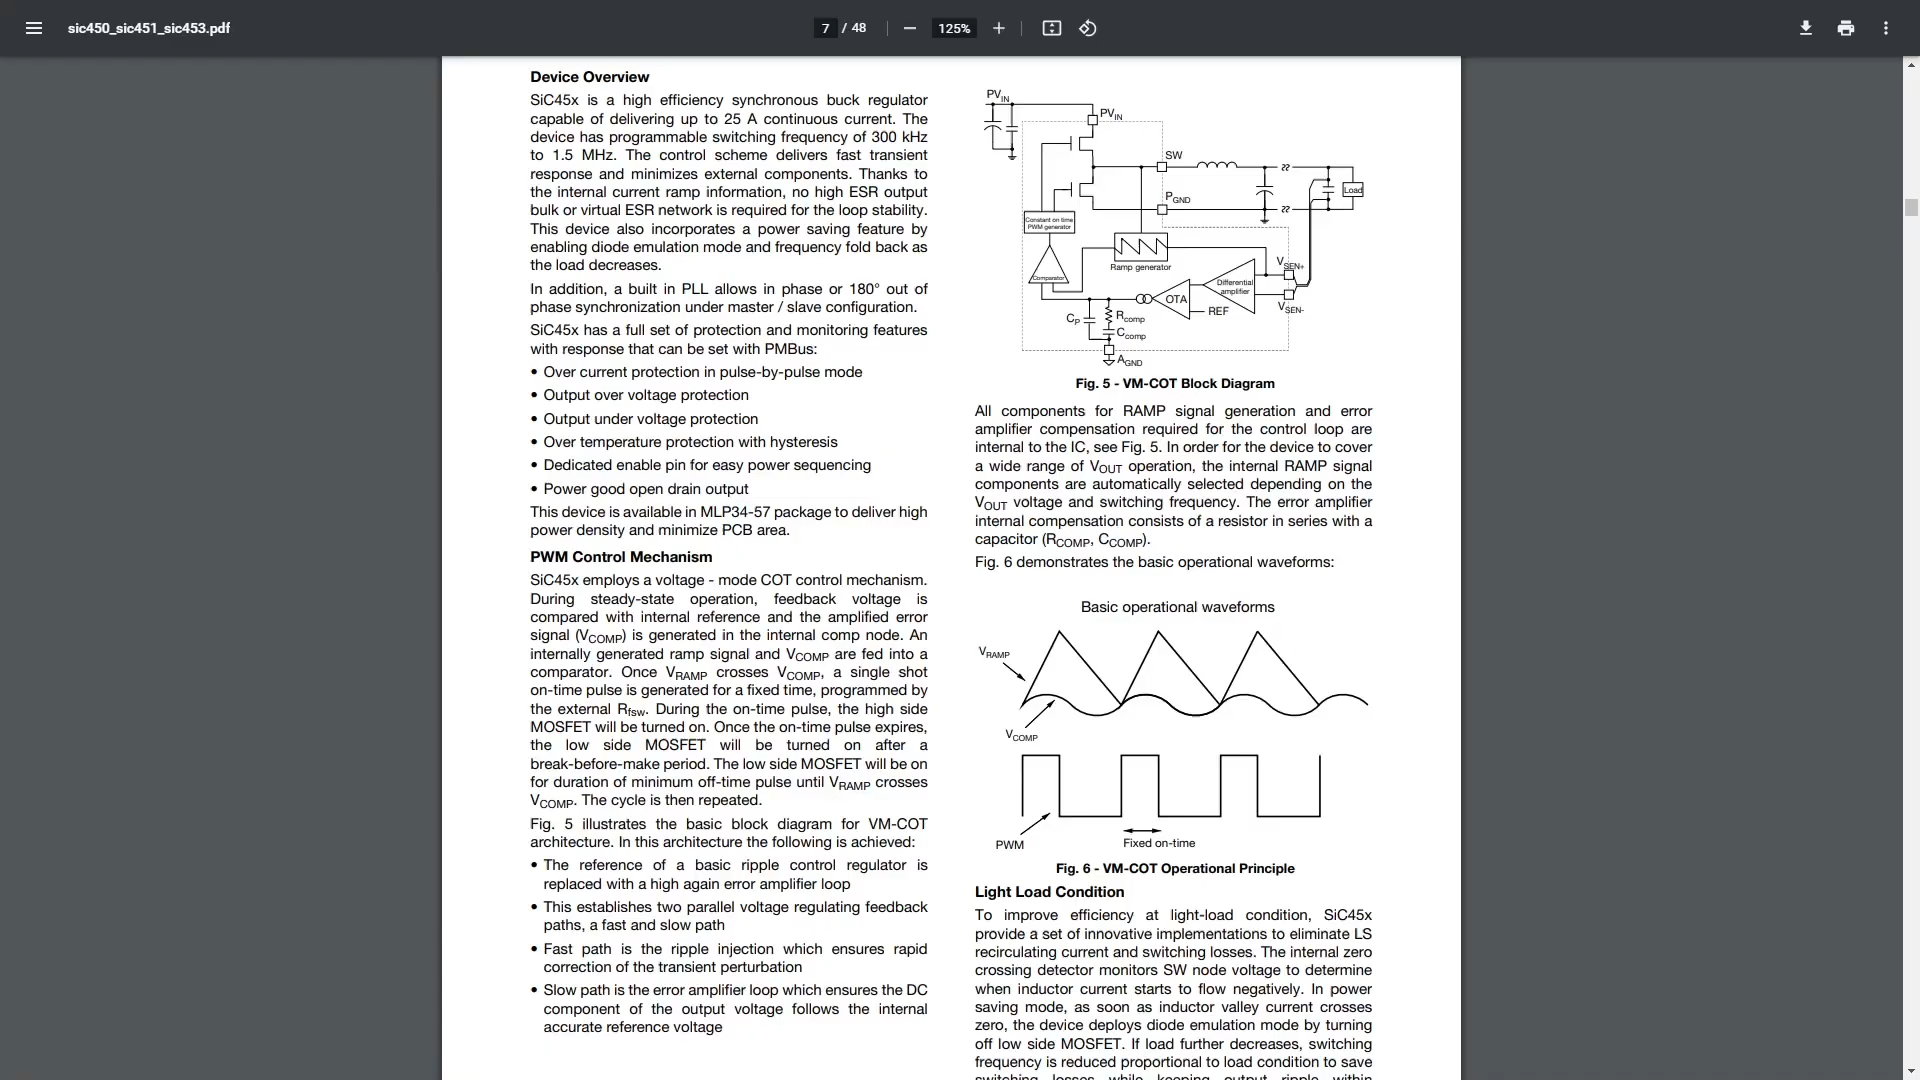 sic450_sic451_sic453.pdf
7 / 48
125%
Device Overview
SiC45x is a high efficiency synchronous buck regulator
capable of delivering up to 25 A continuous current. The
device has programmable switching frequency of 300 kHz
to 1.5 MHz. The control scheme delivers fast transient
response and minimizes external components. Thanks to
the internal current ramp information, no high ESR output
bulk or virtual ESR network is required for the loop stability.
This device also incorporates a power saving feature by
enabling diode emulation mode and frequency fold back as
the load decreases.
In addition, a built in PLL allows in phase or 180° out of
phase synchronization under master / slave configuration.
SiC45x has a full set of protection and monitoring features
with response that can be set with PMBus:
• Over current protection in pulse-by-pulse mode
• Output over voltage protection
• Output under voltage protection
• Over temperature protection with hysteresis
• Dedicated enable pin for easy power sequencing
• Power good open drain output
This device is available in MLP34-57 package to deliver high
power density and minimize PCB area.
PWM Control Mechanism
SiC45x employs a voltage - mode COT control mechanism.
During steady-state operation, feedback voltage is
compared with internal reference and the amplified error
signal (VCOMP) is generated in the internal comp node. An
internally generated ramp signal and VCOMP are fed into a
comparator. Once VRAMP crosses VCOMP, a single shot
on-time pulse is generated for a fixed time, programmed by
the external Rfsw. During the on-time pulse, the high side
MOSFET will be turned on. Once the on-time pulse expires,
the low side MOSFET will be turned on after a
break-before-make period. The low side MOSFET will be on
for duration of minimum off-time pulse until VRAMP crosses
VCOMP. The cycle is then repeated.
Fig. 5 illustrates the basic block diagram for VM-COT
architecture. In this architecture the following is achieved:
• The reference of a basic ripple control regulator is
replaced with a high again error amplifier loop
• This establishes two parallel voltage regulating feedback
paths, a fast and slow path
• Fast path is the ripple injection which ensures rapid
correction of the transient perturbation
• Slow path is the error amplifier loop which ensures the DC
component of the output voltage follows the internal
accurate reference voltage
PVIN
PVIN
SW
PGND
Load
Constant on time
PWM generator
Ramp generator
Comparator
VSEN+
Differential
amplifier
OTA
REF
VSEN-
CP
Rcomp
Ccomp
AGND
Fig. 5 - VM-COT Block Diagram
All components for RAMP signal generation and error
amplifier compensation required for the control loop are
internal to the IC, see Fig. 5. In order for the device to cover
a wide range of VOUT operation, the internal RAMP signal
components are automatically selected depending on the
VOUT voltage and switching frequency. The error amplifier
internal compensation consists of a resistor in series with a
capacitor (RCOMP, CCOMP).
Fig. 6 demonstrates the basic operational waveforms:
Basic operational waveforms
VRAMP
VCOMP
PWM
Fixed on-time
Fig. 6 - VM-COT Operational Principle
Light Load Condition
To improve efficiency at light-load condition, SiC45x
provide a set of innovative implementations to eliminate LS
recirculating current and switching losses. The internal zero
crossing detector monitors SW node voltage to determine
when inductor current starts to flow negatively. In power
saving mode, as soon as inductor valley current crosses
zero, the device deploys diode emulation mode by turning
off low side MOSFET. If load further decreases, switching
frequency is reduced proportional to load condition to save
switching losses while keeping output ripple within